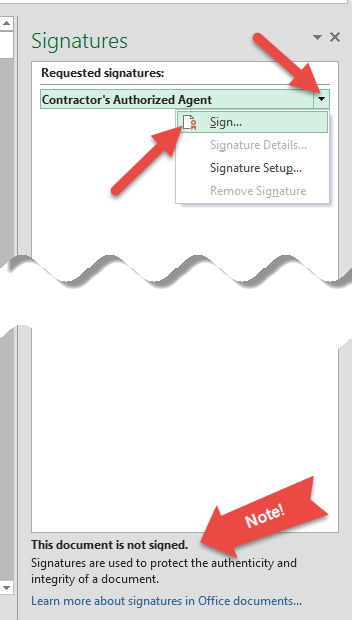 Signatures
Requested signatures:
Contractor's Authorized Agent
Sign...
Signature Details...
Signature Setup...
Remove Signature
Note!
This document is not signed.
Signatures are used to protect the authenticity and
integrity of a document.
Learn more about signatures in Office documents...